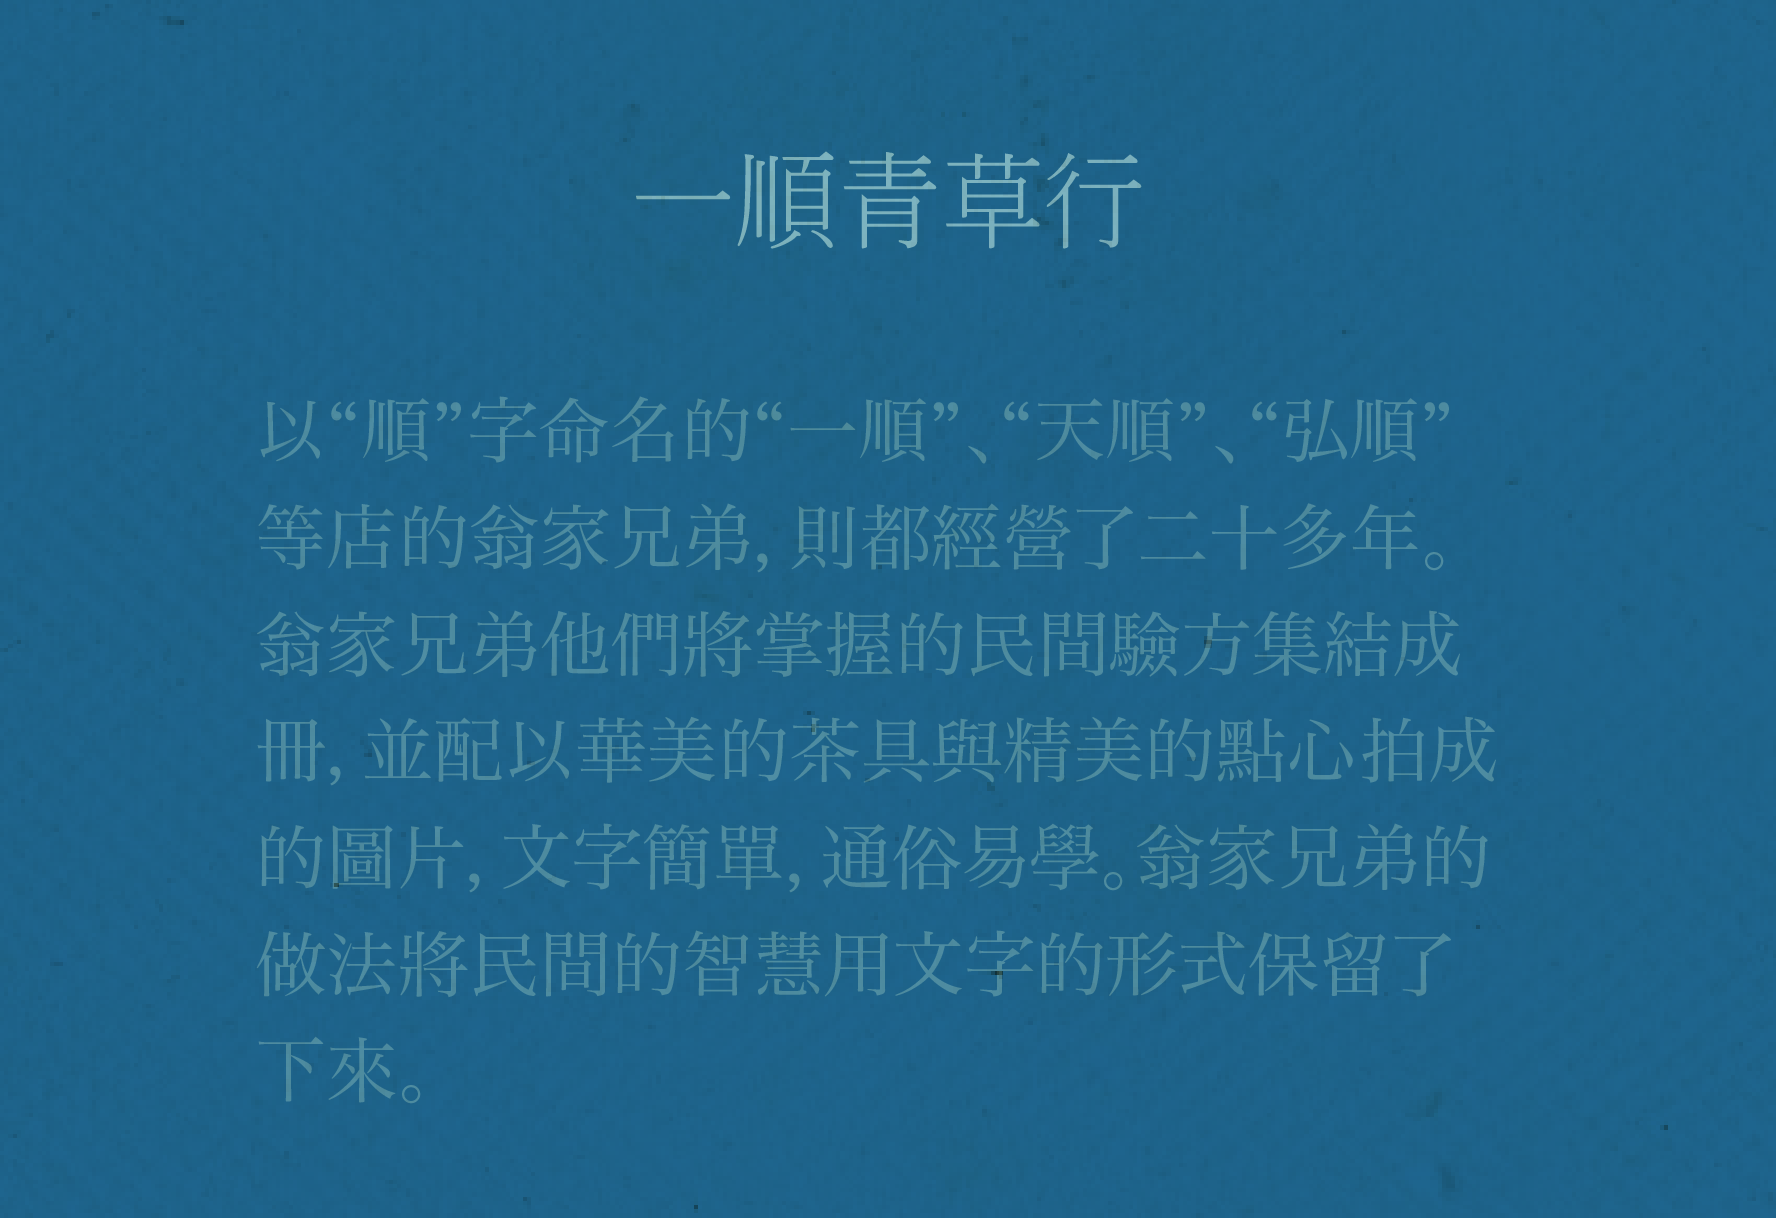 一順青草行
以“順”字命名的“一順”、“天順”、“弘順”
等店的翁家兄弟，則都經營了二十多年。
翁家兄弟他們將掌握的民間驗方集結成
冊，並配以華美的茶具與精美的點心拍成
的圖片，文字簡單，通俗易學。翁家兄弟的
做法將民間的智慧用文字的形式保留了
下來。